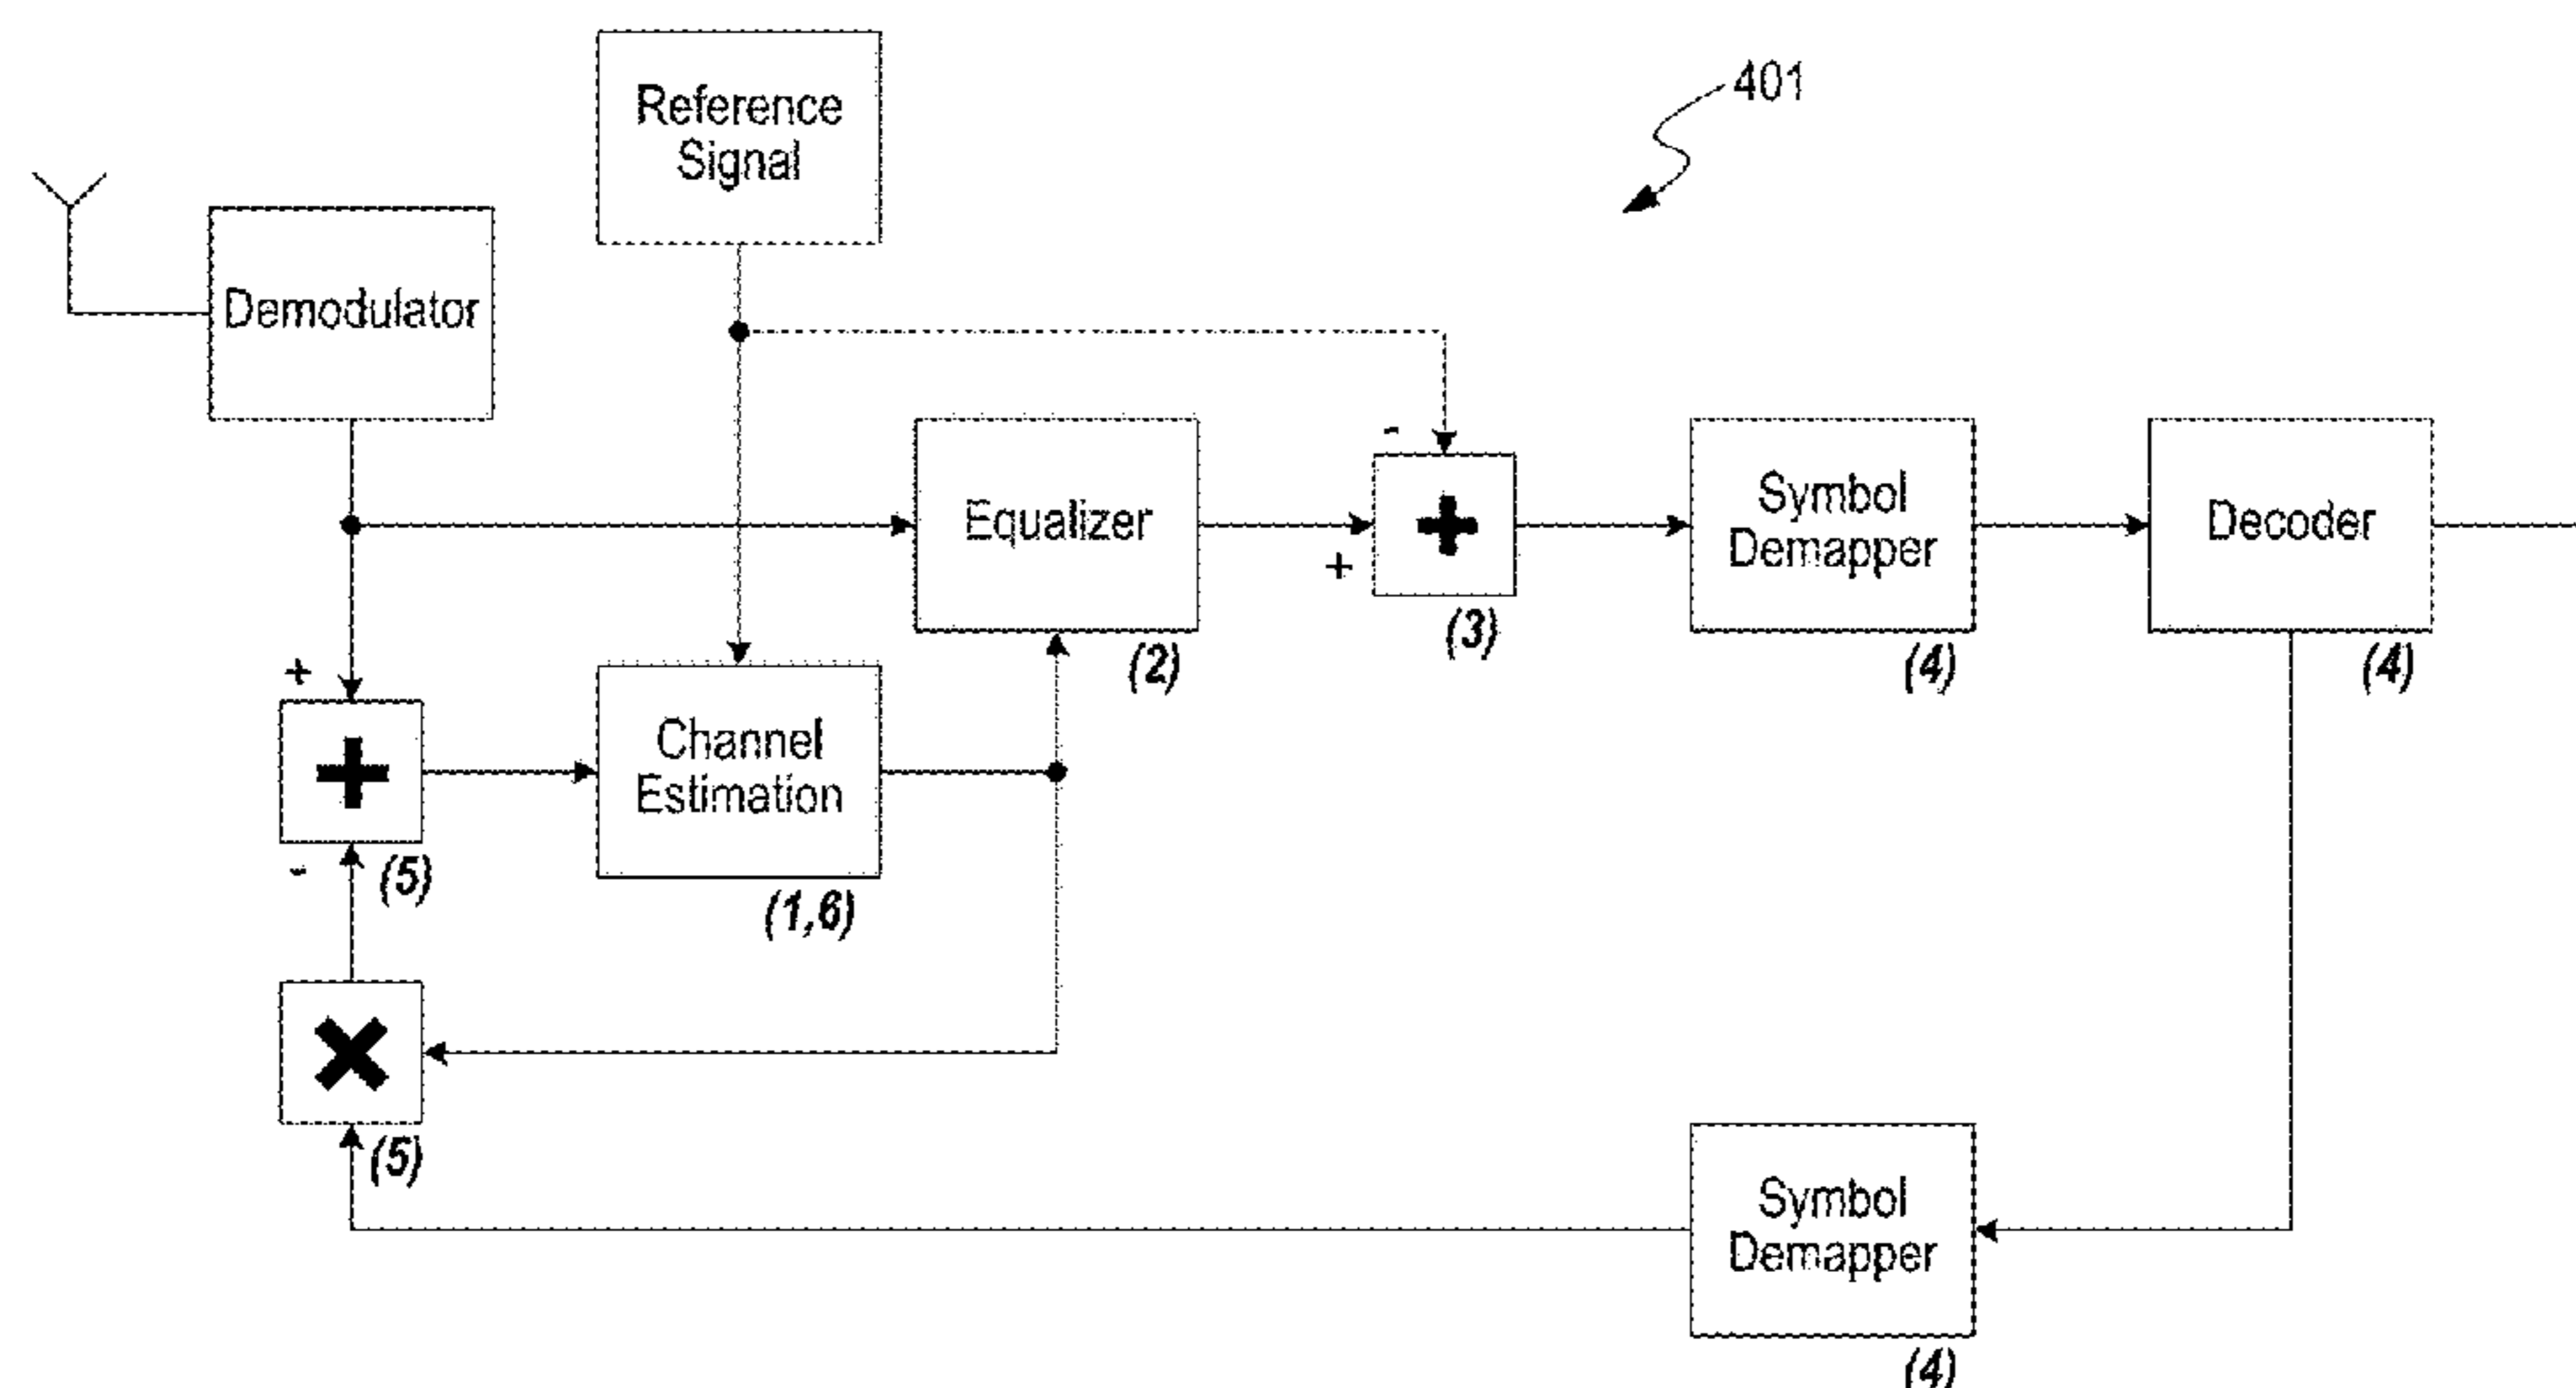 401
Reference
Signal
Demodulator
-
+
Equalizer
(2)
+
(3)
Symbol
Demapper
(4)
Decoder
(4)
+
+
-
(5)
Channel
Estimation
(1,6)
×
(5)
Symbol
Demapper
(4)